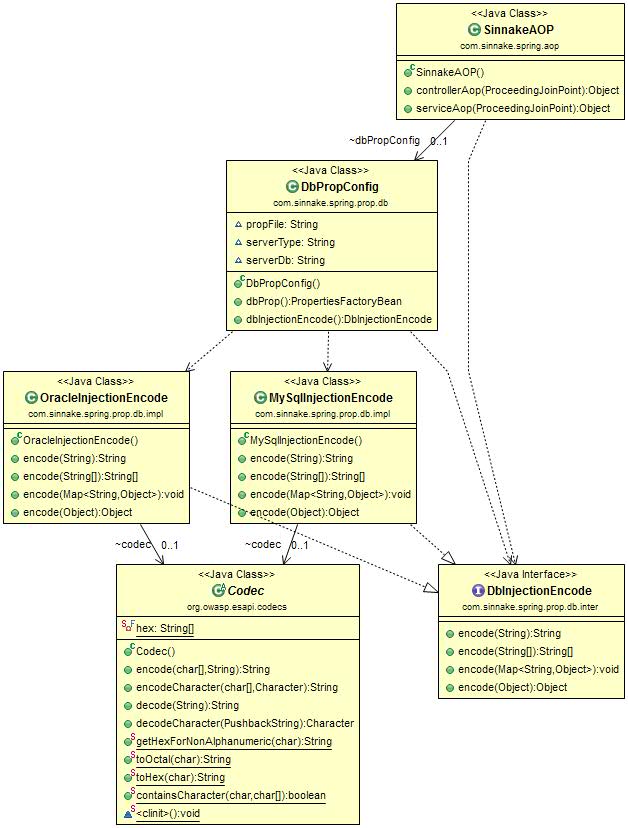 <<Java Class>>
SinnakeAOP
com.sinnake.spring.aop
SinnakeAOP()
controllerAop(ProceedingJoinPoint):Object
serviceAop(ProceedingJoinPoint):Object
~dbPropConfig 0..1
<<Java Class>>
DbPropConfig
com.sinnake.spring.prop.db
propFile: String
serverType: String
serverDb: String
DbPropConfig()
dbProp():PropertiesFactoryBean
dbInjectionEncode():DbInjectionEncode
<<Java Class>>
OracleInjectionEncode
com.sinnake.spring.prop.db.impl
OracleInjectionEncode()
encode(String):String
encode(String[]):String[]
encode(Map<String,Object>):void
encode(Object):Object
<<Java Class>>
MySqlInjectionEncode
com.sinnake.spring.prop.db.impl
MySqlInjectionEncode()
encode(String):String
encode(String[]):String[]
encode(Map<String,Object>):void
encode(Object):Object
~codec 0..1
~codec 0..1
<<Java Class>>
Codec
org.owasp.esapi.codecs
hex: String[]
Codec()
encode(char[],String):String
encodeCharacter(char[],Character):String
decode(String):String
decodeCharacter(PushbackString):Character
getHexForNonAlphanumeric(char):String
toOctal(char):String
toHex(char):String
containsCharacter(char,char[]):boolean
<clinit>():void
<<Java Interface>>
DbInjectionEncode
com.sinnake.spring.prop.db.inter
encode(String):String
encode(String[]):String[]
encode(Map<String,Object>):void
encode(Object):Object